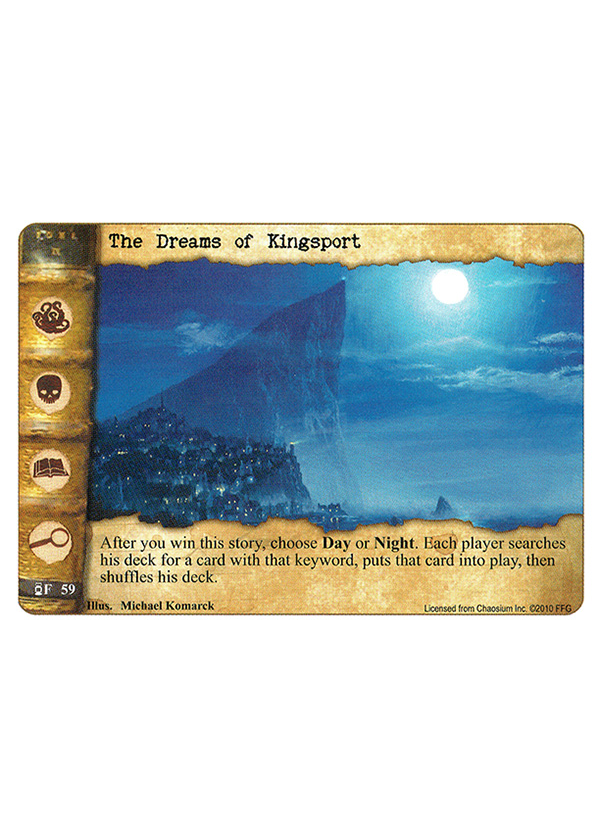 The Dreams of Kingsport
After you win this story, choose Day or Night. Each player searches
his deck for a card with that keyword, puts that card into play, then
shuffles his deck.
F 59
Illus. Michael Komarck
Licensed from Chaosium Inc. ©2010 FFG